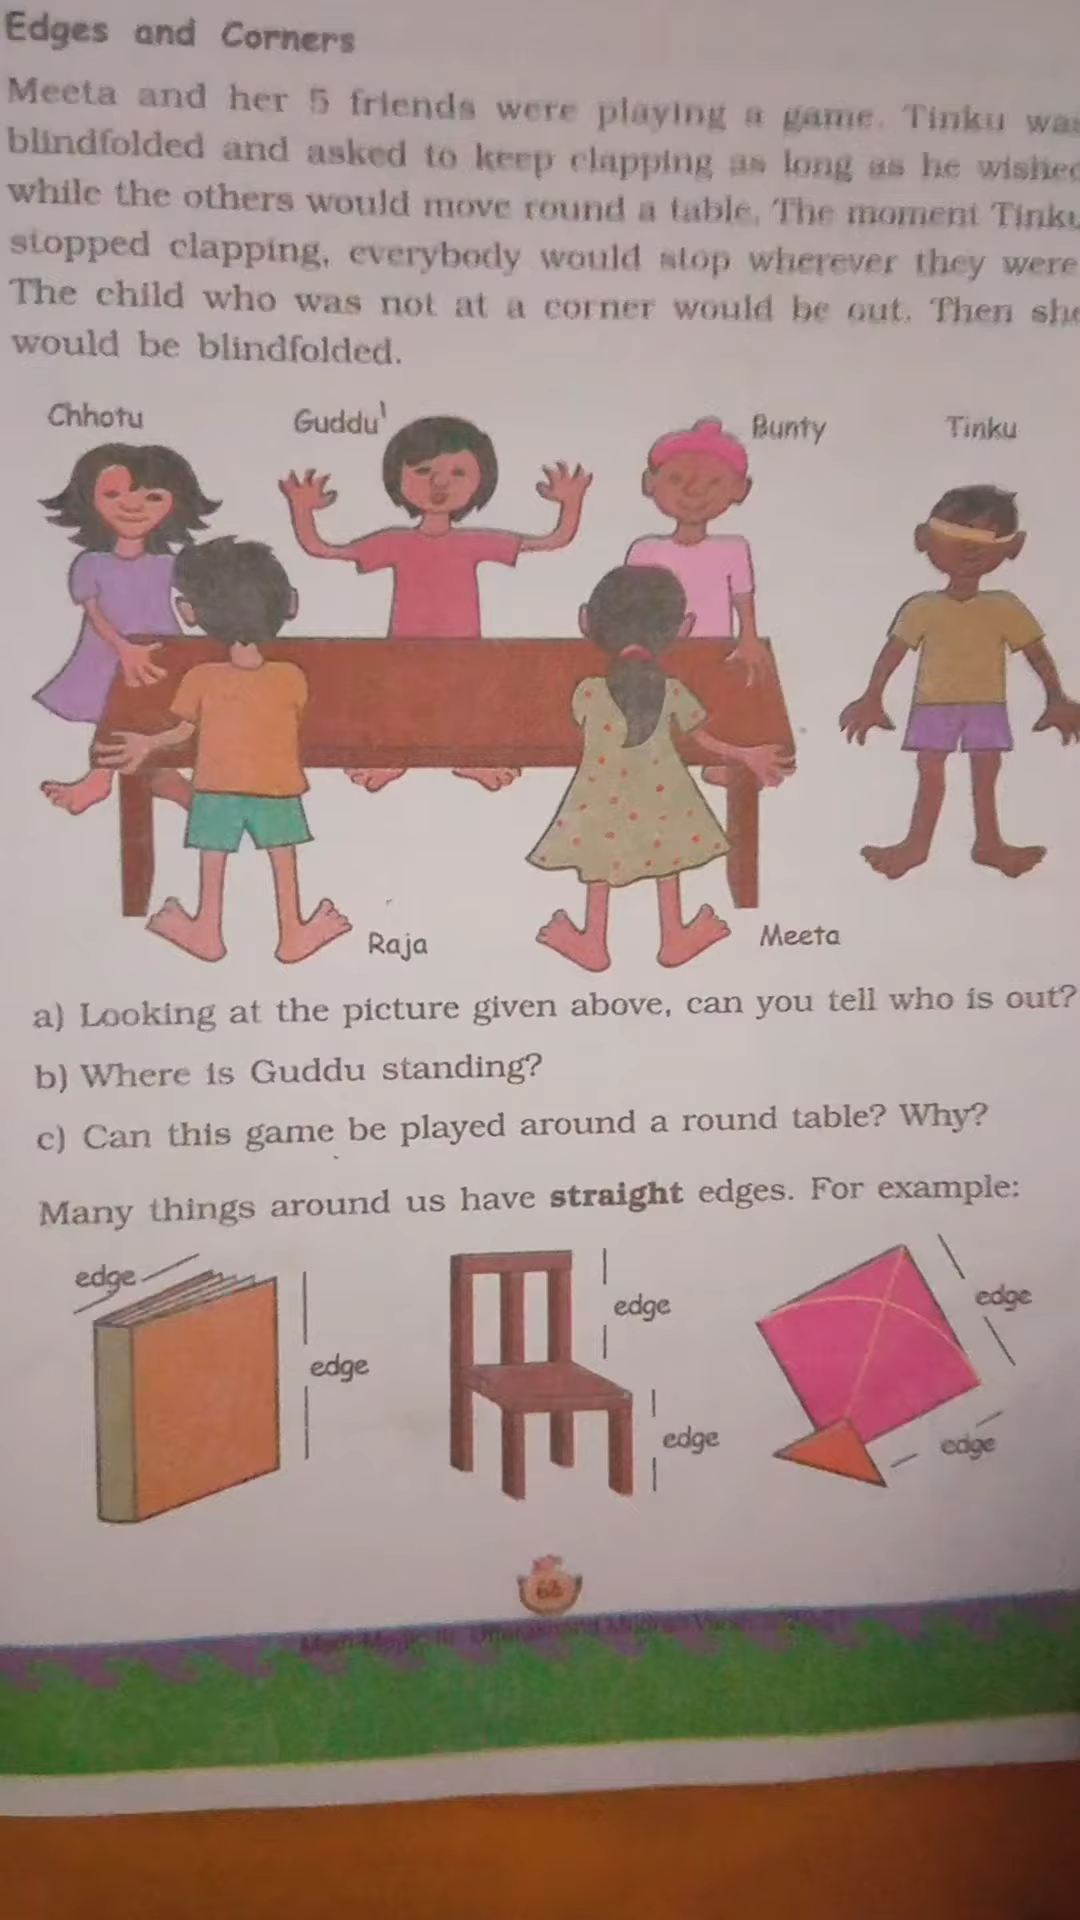 Edges and Corners
Meeta and her 5 friends were playing a game. Tinku was
blindfolded and asked to keep clapping as long as he wished
while the others would move round a table. The moment Tinku
stopped clapping, everybody would stop wherever they were
The child who was not at a corner would be out. Then she
would be blindfolded.
Chhotu Guddu Bunty Tinku
Raja Meeta
a) Looking at the picture given above, can you tell who is out?
b) Where is Guddu standing?
c) Can this game be played around a round table? Why?
Many things around us have straight edges. For example:
edge
edge
edge
edge
edge
edge